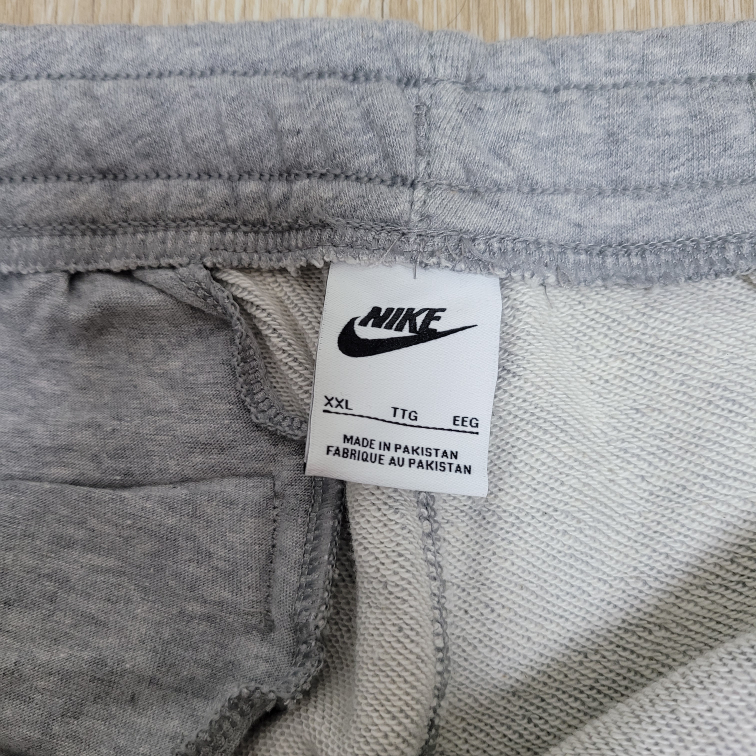 NIKE
XXL TTG EEG
MADE IN PAKISTAN
FABRIQUE AU PAKISTAN